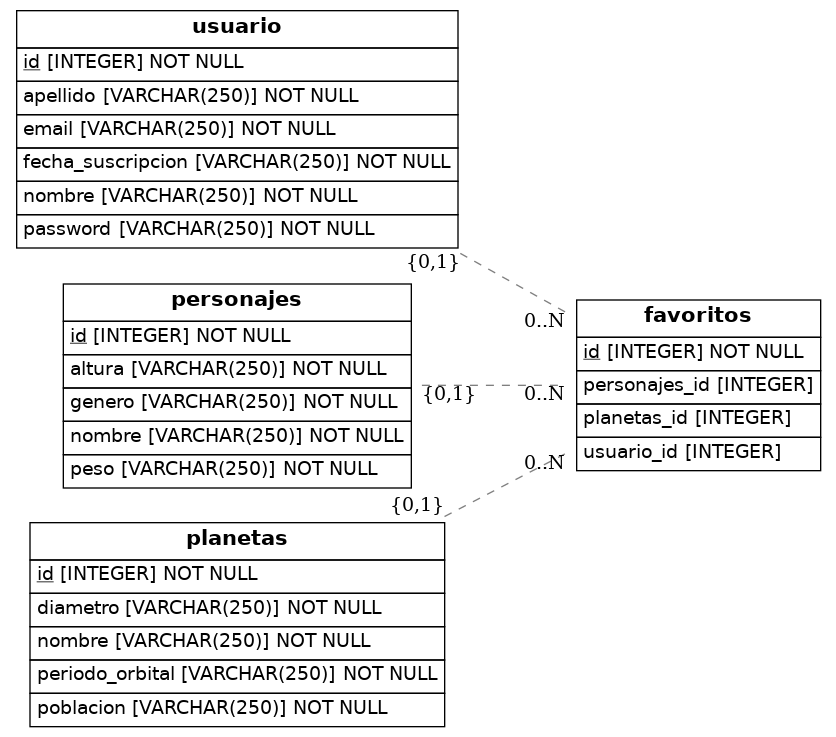 usuario
id [INTEGER] NOT NULL
apellido [VARCHAR(250)] NOT NULL
email [VARCHAR(250)] NOT NULL
fecha_suscripcion [VARCHAR(250)] NOT NULL
nombre [VARCHAR(250)] NOT NULL
password [VARCHAR(250)] NOT NULL
{0,1}
0..N
personajes
id [INTEGER] NOT NULL
altura [VARCHAR(250)] NOT NULL
genero [VARCHAR(250)] NOT NULL
nombre [VARCHAR(250)] NOT NULL
peso [VARCHAR(250)] NOT NULL
{0,1}
0..N
favoritos
id [INTEGER] NOT NULL
personajes_id [INTEGER]
planetas_id [INTEGER]
usuario_id [INTEGER]
0..N
{0,1}
planetas
id [INTEGER] NOT NULL
diametro [VARCHAR(250)] NOT NULL
nombre [VARCHAR(250)] NOT NULL
periodo_orbital [VARCHAR(250)] NOT NULL
poblacion [VARCHAR(250)] NOT NULL